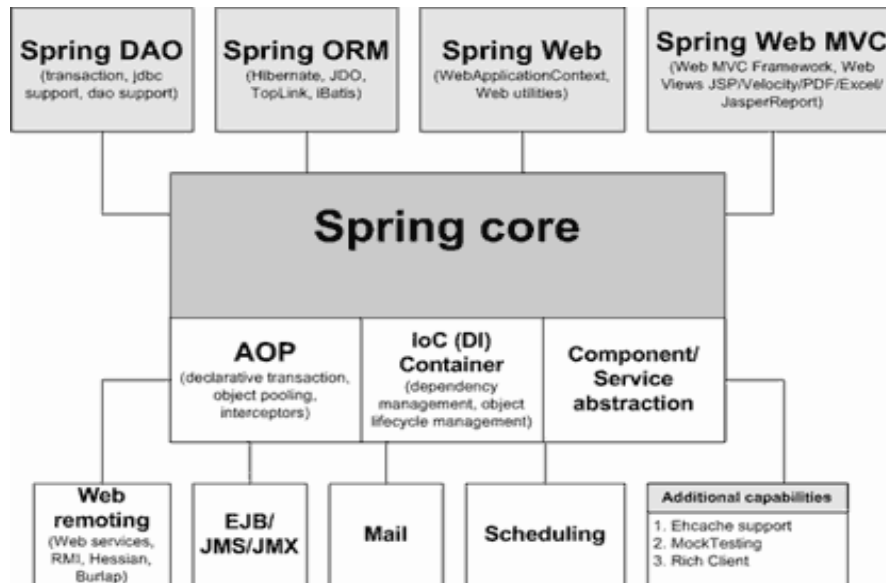 Spring DAO
(transaction, jdbc
support, dao support)
Spring ORM
(Hibernate, JDO,
TopLink, iBatis)
Spring Web
(WebApplicationContext,
Web utilities)
Spring Web MVC
(Web MVC Framework, Web
Views JSP/Velocity/PDF/Excel/
JasperReport)
Spring core
AOP
(declarative transaction,
object pooling,
interceptors)
IoC (DI)
Container
(dependency
management, object
lifecycle management)
Component/
Service
abstraction
Web
remoting
(Web services,
RMI, Hessian,
Burlap)
EJB/
JMS/JMX
Mail
Scheduling
Additional capabilities
1. Ehcache support
2. MockTesting
3. Rich Client